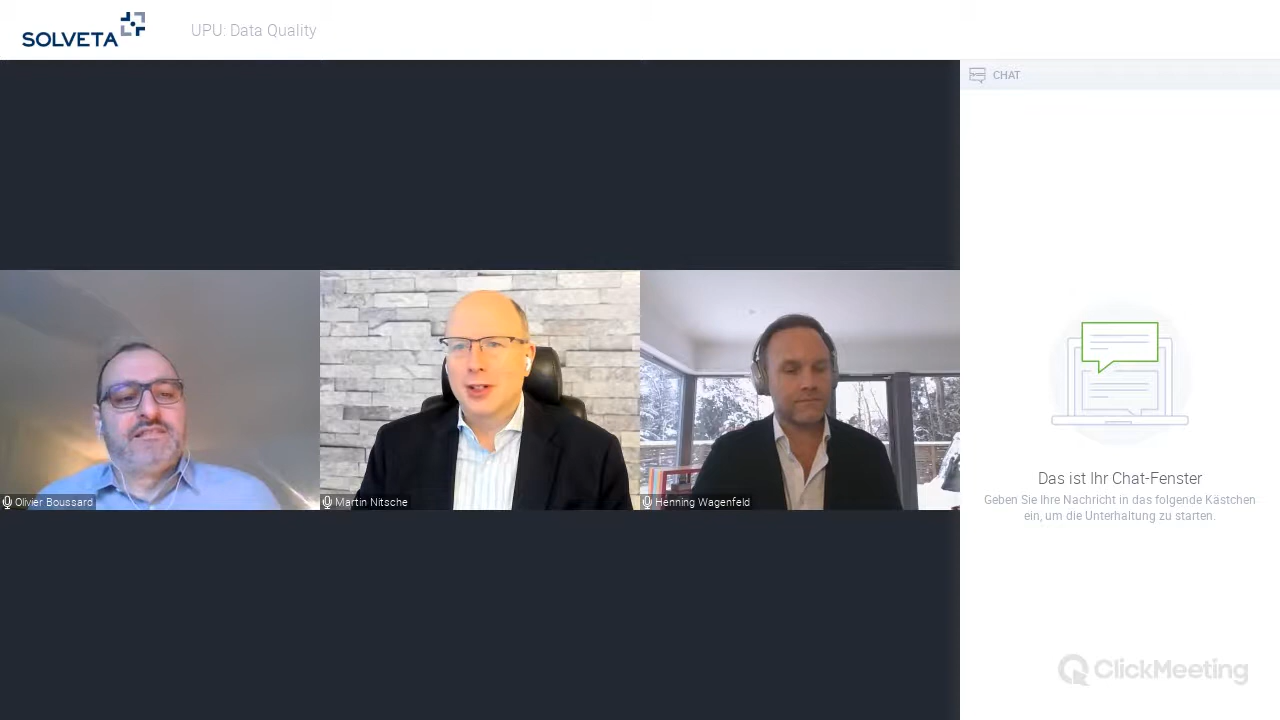 SOLVETA
UPU: Data Quality
CHAT
Olivier Boussard
Martin Nitsche
Henning Wagenfeld
Das ist Ihr Chat-Fenster
Geben Sie Ihre Nachricht in das folgende Kästchen
ein, um die Unterhaltung zu starten.
ClickMeeting